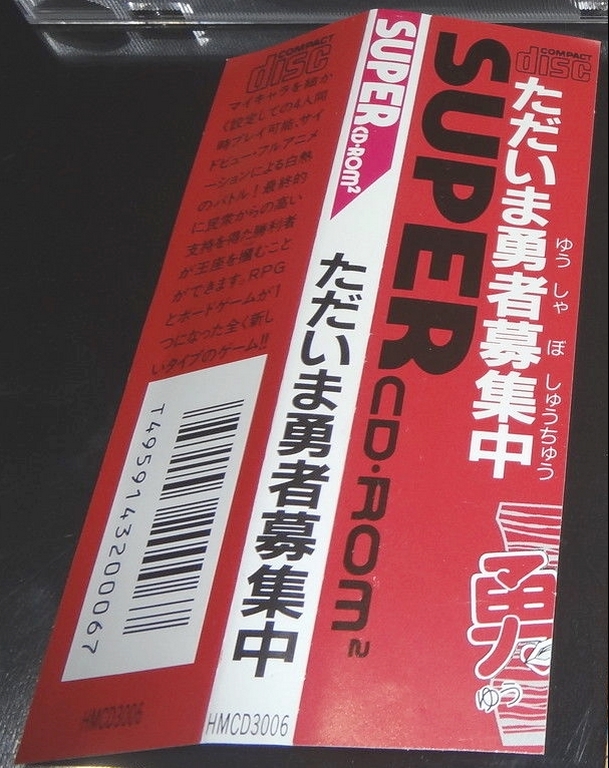 COMPACT
disc
SUPER
CD-ROM²
ただいま勇者募集中
ゆうしゃぼしゅうちゅう
勇
ゆう
SUPER
CD-ROM²
ただいま勇者募集中
HMCD3006
COMPACT
disc
マイキャラを細か
く設定しての4人同
時プレイ可能。サイ
ドビュー・フルアニメ
ーションによる白熱
のバトル!最終的
に民衆からの高い
支持を得た勝利者
が王座を掴むこと
ができます。RPG
とボードゲームが1
つになった全く新し
いタイプのゲーム!!
T4959143200067
HMCD3006